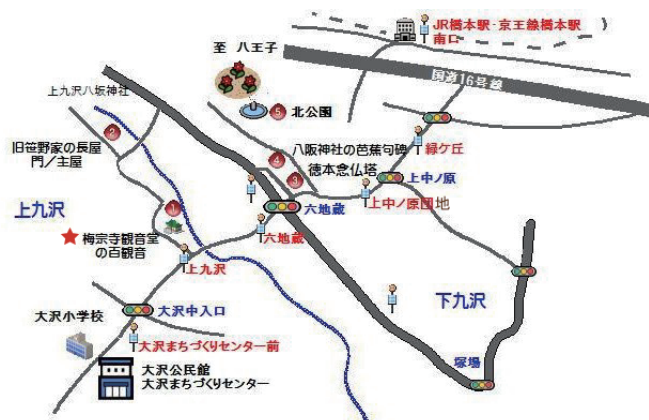 JR橋本駅・京王線橋本駅
南口
国道16号線
至 八王子
上九沢八坂神社
⑤
北公園
②
八阪神社の芭蕉句碑
緑ケ丘
旧笹野家の長屋
門／主屋
④
徳本念仏塔
③
上中ノ原
上中ノ原団地
上九沢
①
六地蔵
六地蔵
★ 梅宗寺観音堂
の百観音
上九沢
下九沢
大沢小学校
大沢中入口
大沢まちづくりセンター前
塚場
大沢公民館
大沢まちづくりセンター